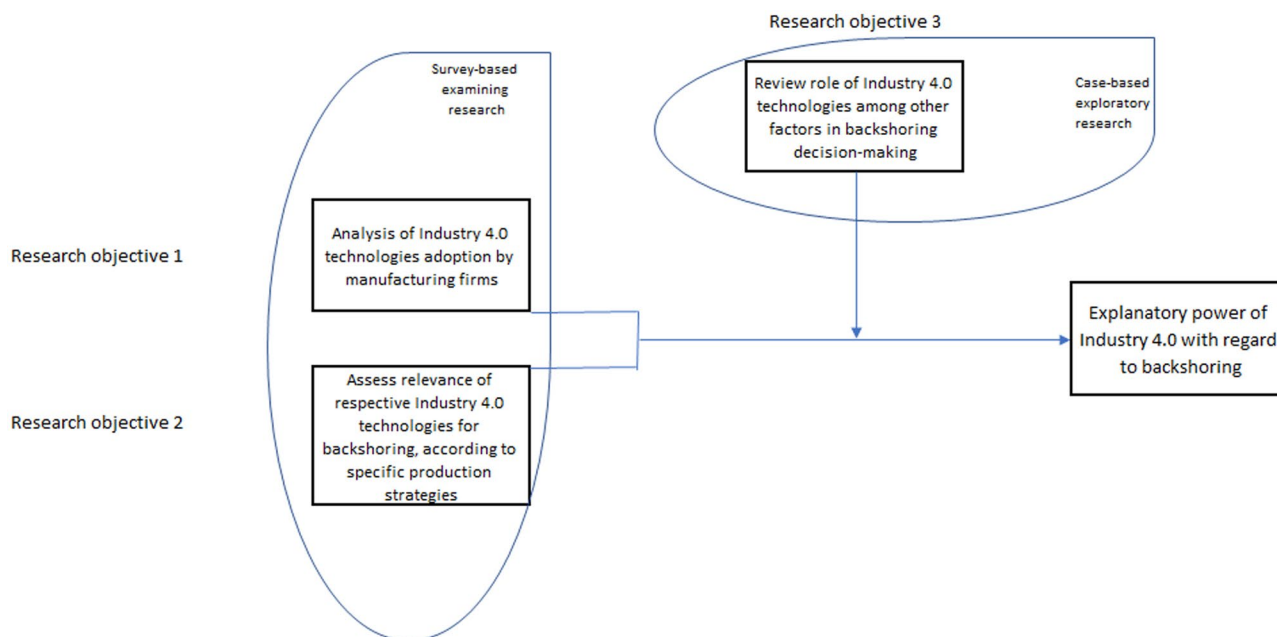 Research objective 3
Survey-based
examining
research
Review role of Industry 4.0
technologies among other
factors in backshoring
decision-making
Case-based
exploratory
research
Research objective 1
Analysis of Industry 4.0
technologies adoption by
manufacturing firms
Explanatory power of
Industry 4.0 with regard
to backshoring
Research objective 2
Assess relevance of
respective Industry 4.0
technologies for
backshoring, according to
specific production
strategies